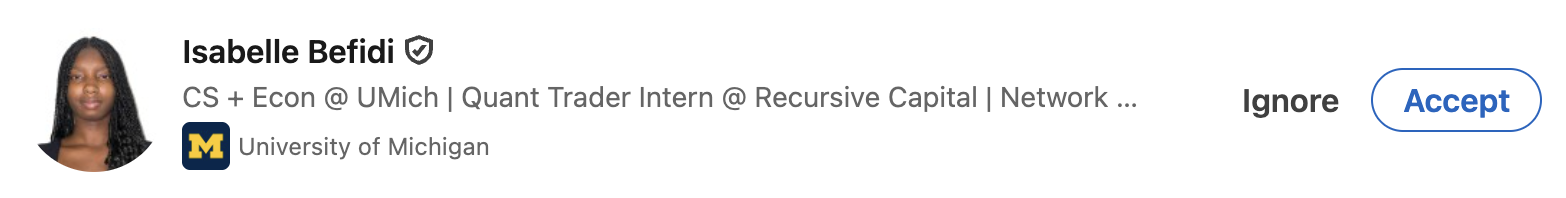 Isabelle Befidi
CS + Econ @ UMich | Quant Trader Intern @ Recursive Capital | Network ...
M University of Michigan
Ignore
Accept